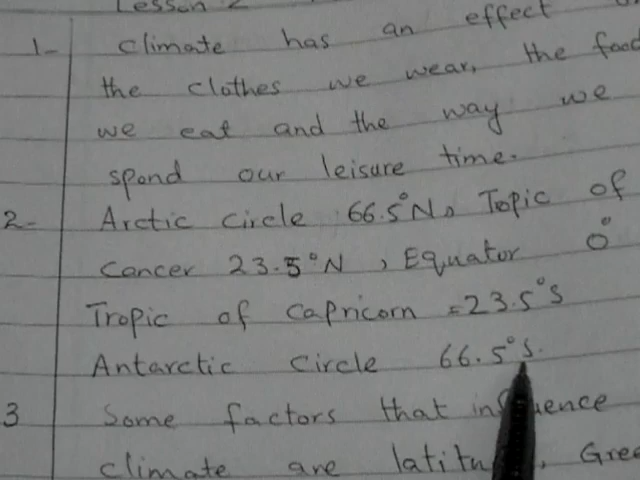 Lesson 2
1- Climate has an effect on
the clothes we wear, the food
we eat and the way we
spend our leisure time.
2- Arctic Circle :66.5°N, Topic of
Cancer 23.5°N, Equator 0°
Tropic of Capricorn =23.5°S
Antarctic Circle 66.5°S.
3 Some factors that influence
climate are latitu , Gree